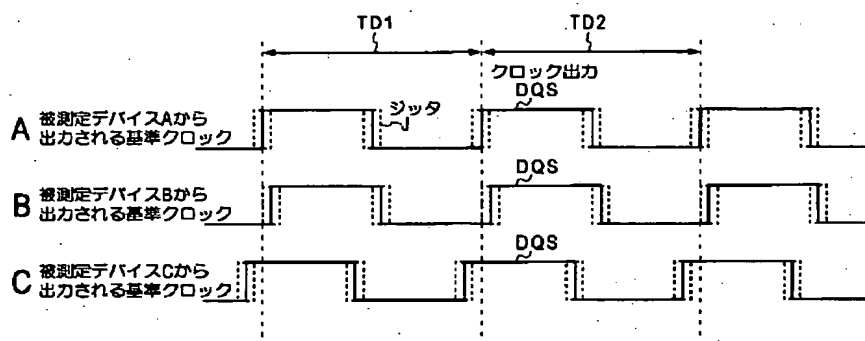 TD1
TD2
クロック出力
DQS
ジッタ
A 被測定デバイスAから
出力される基準クロック
DQS
B 被測定デバイスBから
出力される基準クロック
DQS
C 被測定デバイスCから
出力される基準クロック